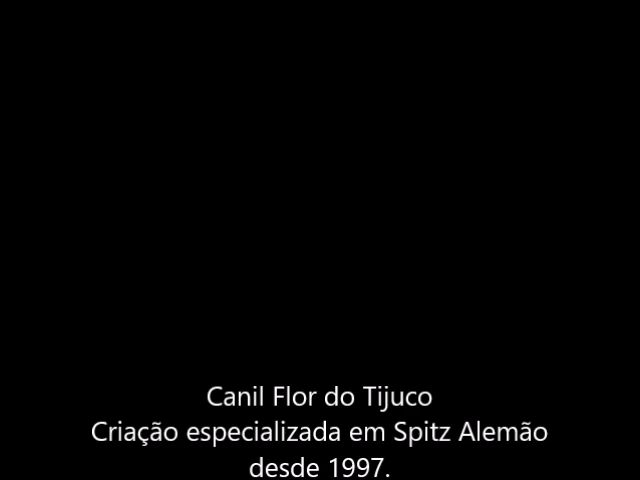 Canil Flor do Tijuco
Criação especializada em Spitz Alemão
desde 1997.